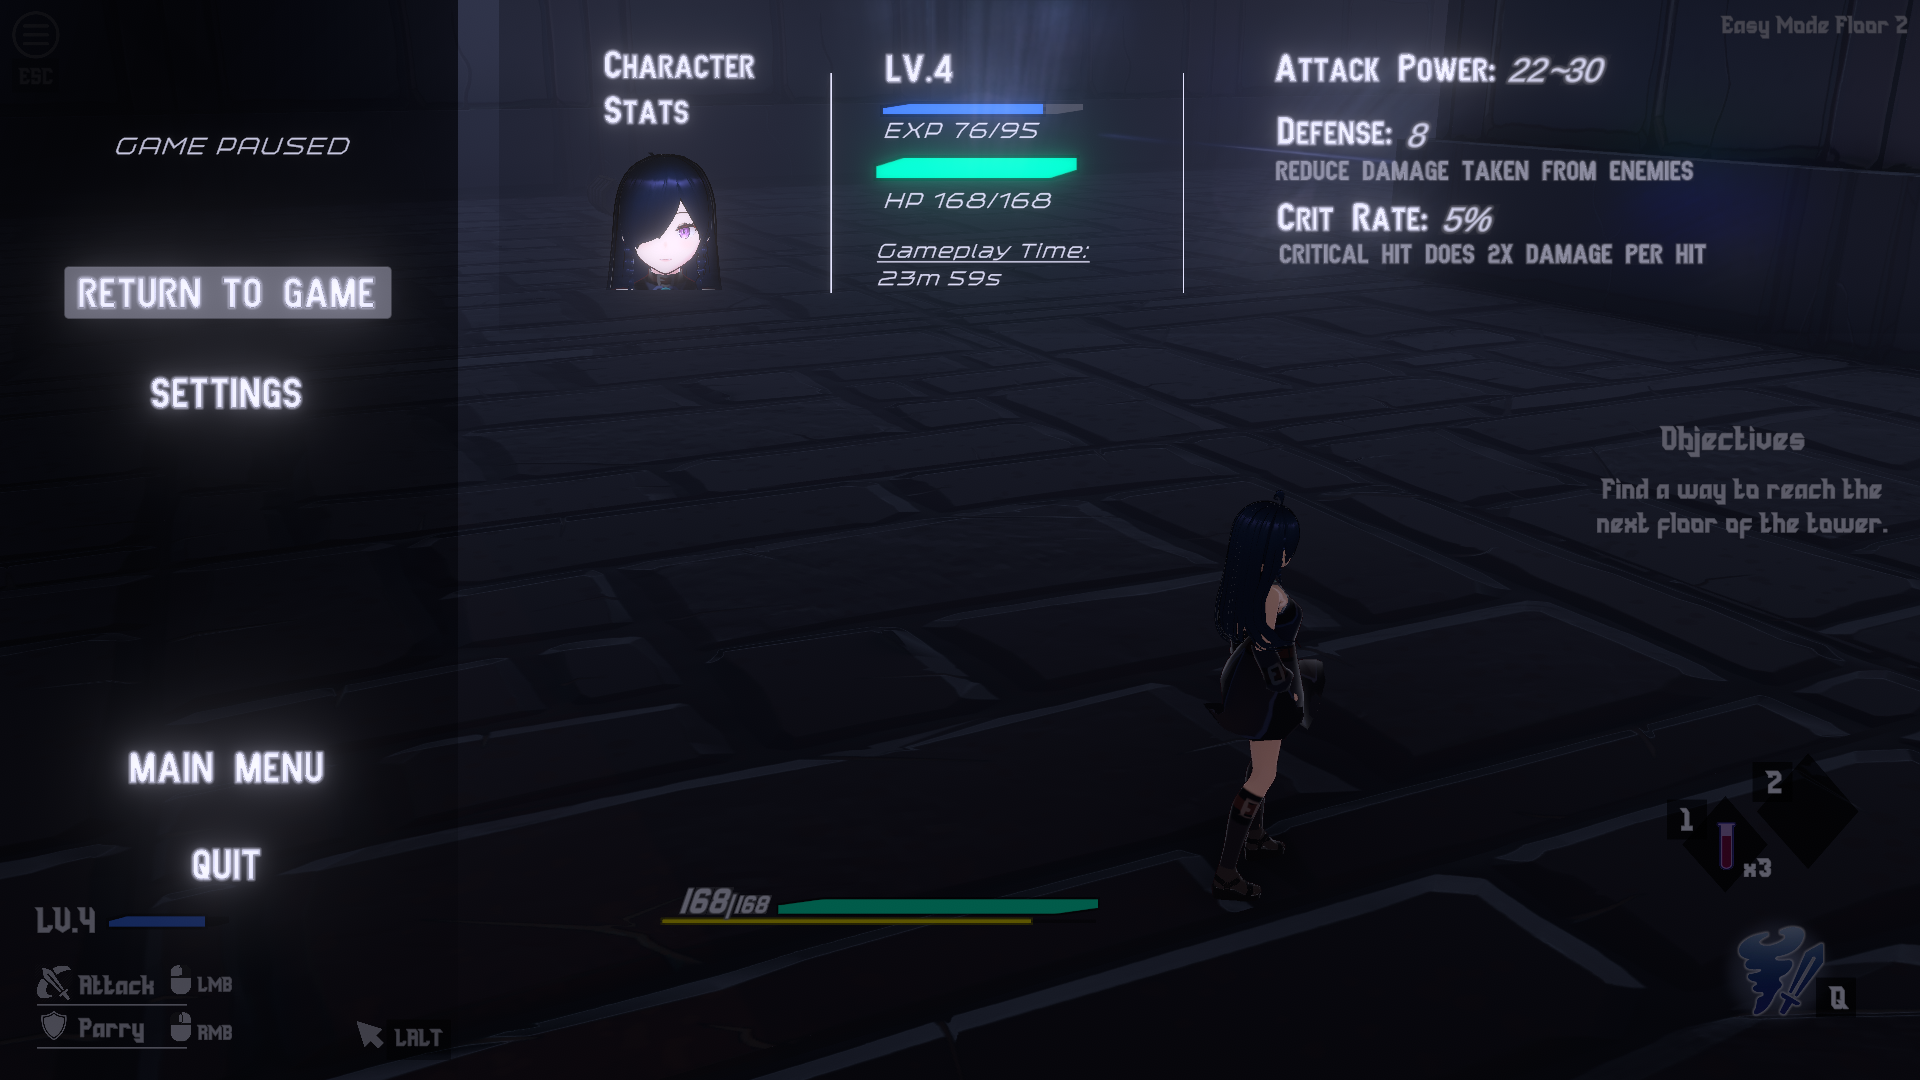 Easy Mode Floor 2
ESC
GAME PAUSED
RETURN TO GAME
SETTINGS
MAIN MENU
QUIT
CHARACTER
STATS
LV.4
EXP 76/95
HP 168/168
Gameplay Time:
23m 59s
ATTACK POWER: 22~30
DEFENSE: 8
REDUCE DAMAGE TAKEN FROM ENEMIES
CRIT RATE: 5%
CRITICAL HIT DOES 2X DAMAGE PER HIT
Objectives
Find a way to reach the
next floor of the tower.
2
1
x3
168/168
LV.4
Attack LMB
Parry RMB
LALT
Q